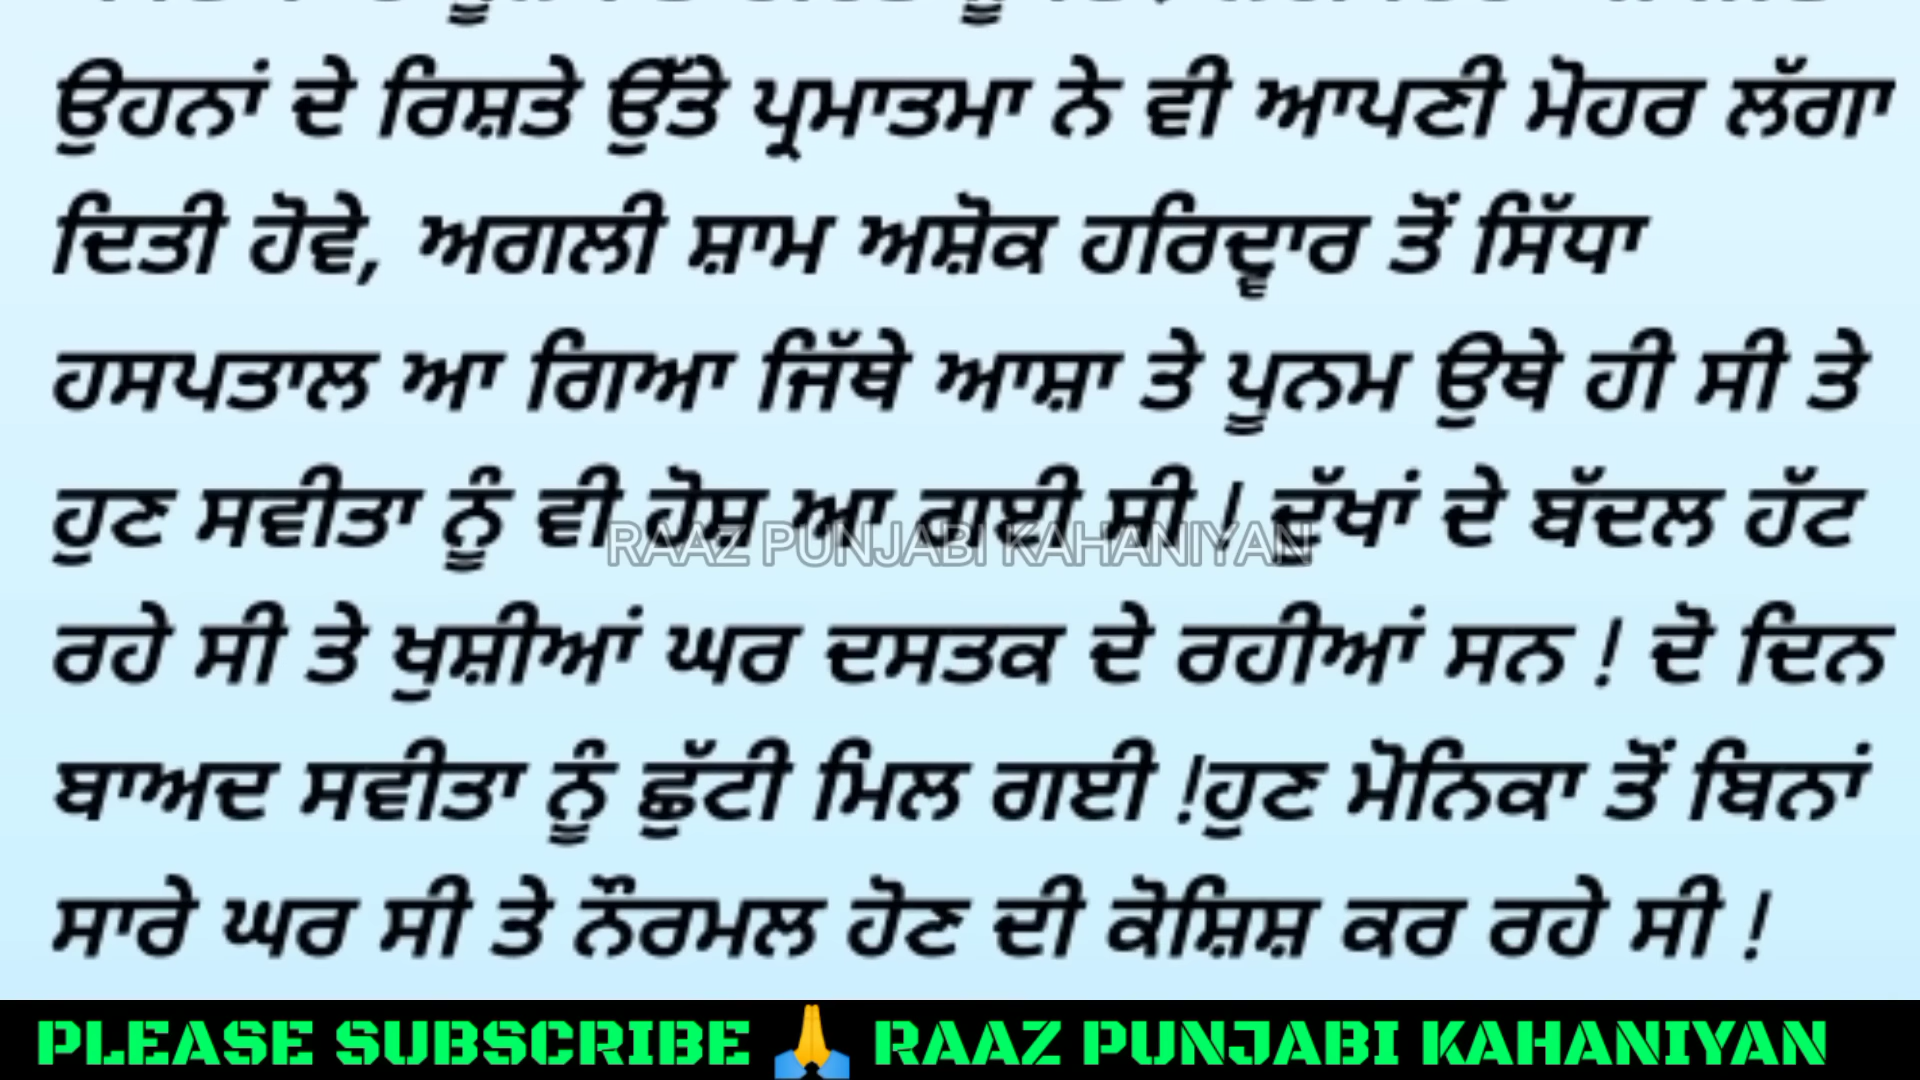 ਉਹਨਾਂ ਦੇ ਰਿਸ਼ਤੇ ਉੱਤੇ ਪ੍ਰਮਾਤਮਾ ਨੇ ਵੀ ਆਪਣੀ ਮੋਹਰ ਲੱਗਾ
ਦਿਤੀ ਹੋਵੇ, ਅਗਲੀ ਸ਼ਾਮ ਅਸ਼ੋਕ ਹਰਿਦ੍ਵਾਰ ਤੋਂ ਸਿੱਧਾ
ਹਸਪਤਾਲ ਆ ਗਿਆ ਜਿੱਥੇ ਆਸ਼ਾ ਤੇ ਪੂਨਮ ਉਥੇ ਹੀ ਸੀ ਤੇ
ਹੁਣ ਸਵੀਤਾ ਨੂੰ ਵੀ ਹੋਸ਼ ਆ ਗਈ ਸੀ ! ਦੁੱਖਾਂ ਦੇ ਬੱਦਲ ਹੱਟ
RAAZ PUNJABI KAHANIYAN
ਰਹੇ ਸੀ ਤੇ ਖੁਸ਼ੀਆਂ ਘਰ ਦਸਤਕ ਦੇ ਰਹੀਆਂ ਸਨ ! ਦੋ ਦਿਨ
ਬਾਅਦ ਸਵੀਤਾ ਨੂੰ ਛੁੱਟੀ ਮਿਲ ਗਈ !ਹੁਣ ਮੋਨਿਕਾ ਤੋਂ ਬਿਨਾਂ
ਸਾਰੇ ਘਰ ਸੀ ਤੇ ਨੌਰਮਲ ਹੋਣ ਦੀ ਕੋਸ਼ਿਸ਼ ਕਰ ਰਹੇ ਸੀ !
PLEASE SUBSCRIBE 🙏 RAAZ PUNJABI KAHANIYAN